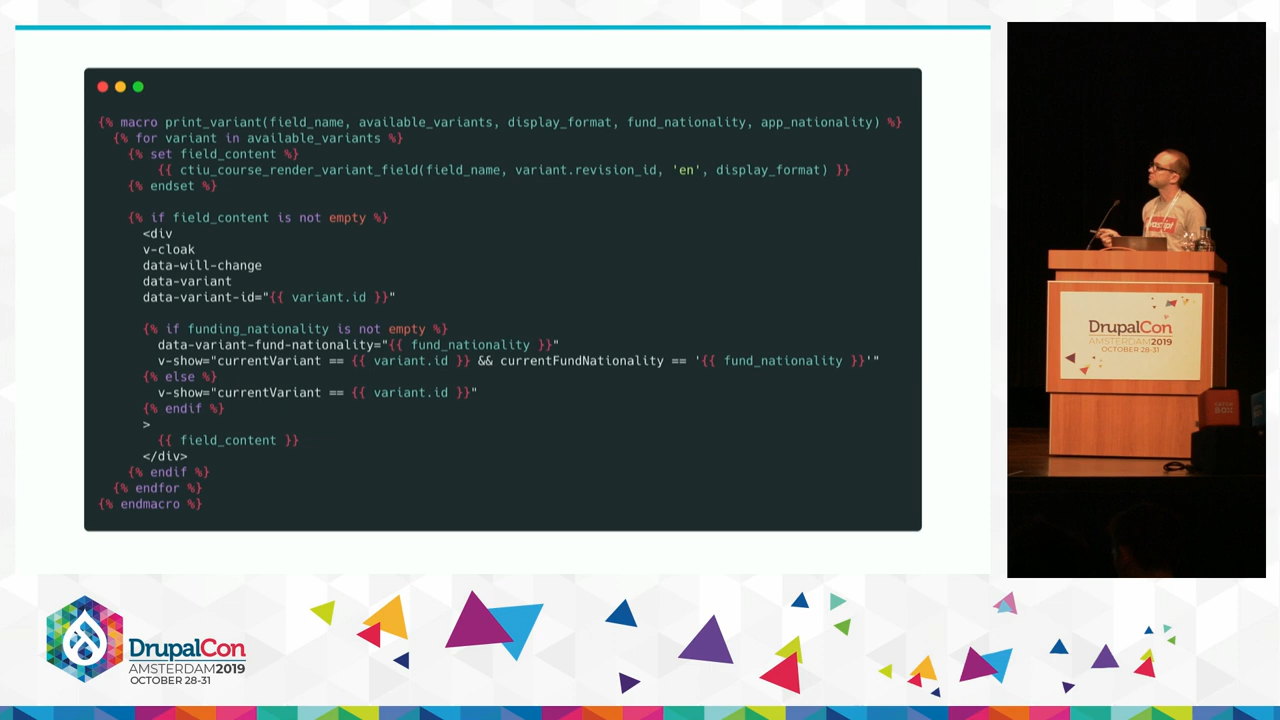 {% macro print_variant(field_name, available_variants, display_format, fund_nationality, app_nationality) %}
{% for variant in available_variants %}
{% set field_content %}
{{ ctiu_course_render_variant_field(field_name, variant.revision_id, 'en', display_format) }}
{% endset %}
{% if field_content is not empty %}
<div
v-cloak
data-will-change
data-variant
data-variant-id="{{ variant.id }}"
{% if funding_nationality is not empty %}
data-variant-fund-nationality="{{ fund_nationality }}"
v-show="currentVariant == {{ variant.id }} && currentFundNationality == '{{ fund_nationality }}'"
{% else %}
v-show="currentVariant == {{ variant.id }}"
{% endif %}
>
{{ field_content }}
</div>
{% endif %}
{% endfor %}
{% endmacro %}
DrupalCon
AMSTERDAM2019
OCTOBER 28-31
DrupalCon
AMSTERDAM2019
OCTOBER 28-31